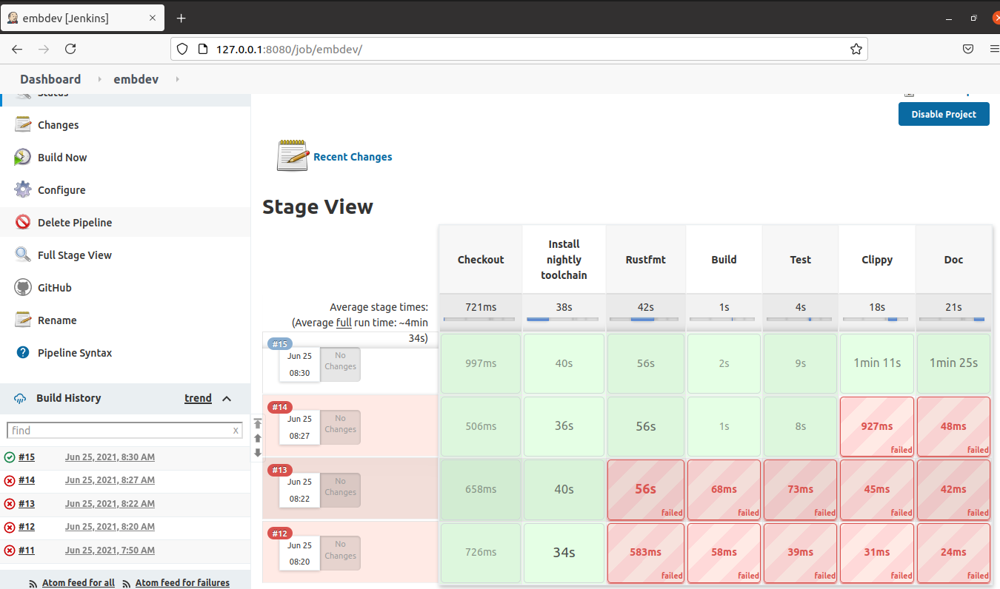 embdev [Jenkins]
127.0.0.1:8080/job/embdev/
Dashboard
embdev
Status
Disable Project
Changes
Build Now
Configure
Delete Pipeline
Full Stage View
GitHub
Rename
Pipeline Syntax
Build History
trend
find
x
#15 Jun 25, 2021, 8:30 AM
#14 Jun 25, 2021, 8:27 AM
#13 Jun 25, 2021, 8:22 AM
#12 Jun 25, 2021, 8:20 AM
#11 Jun 25, 2021, 7:50 AM
Atom feed for all Atom feed for failures
Recent Changes
Stage View
Checkout
Install
nightly
toolchain
Rustfmt
Build
Test
Clippy
Doc
Average stage times:
(Average full run time: ~4min
34s)
721ms 38s 42s 1s 4s 18s 21s
#15
Jun 25
08:30
No
Changes
997ms 40s 56s 2s 9s 1min 11s 1min 25s
#14
Jun 25
08:27
No
Changes
506ms 36s 56s 1s 8s 927ms 48ms
failed failed
#13
Jun 25
08:22
No
Changes
658ms 40s 56s 68ms 73ms 45ms 42ms
failed failed failed failed failed
#12
Jun 25
08:20
No
Changes
726ms 34s 583ms 58ms 39ms 31ms 24ms
failed failed failed failed failed